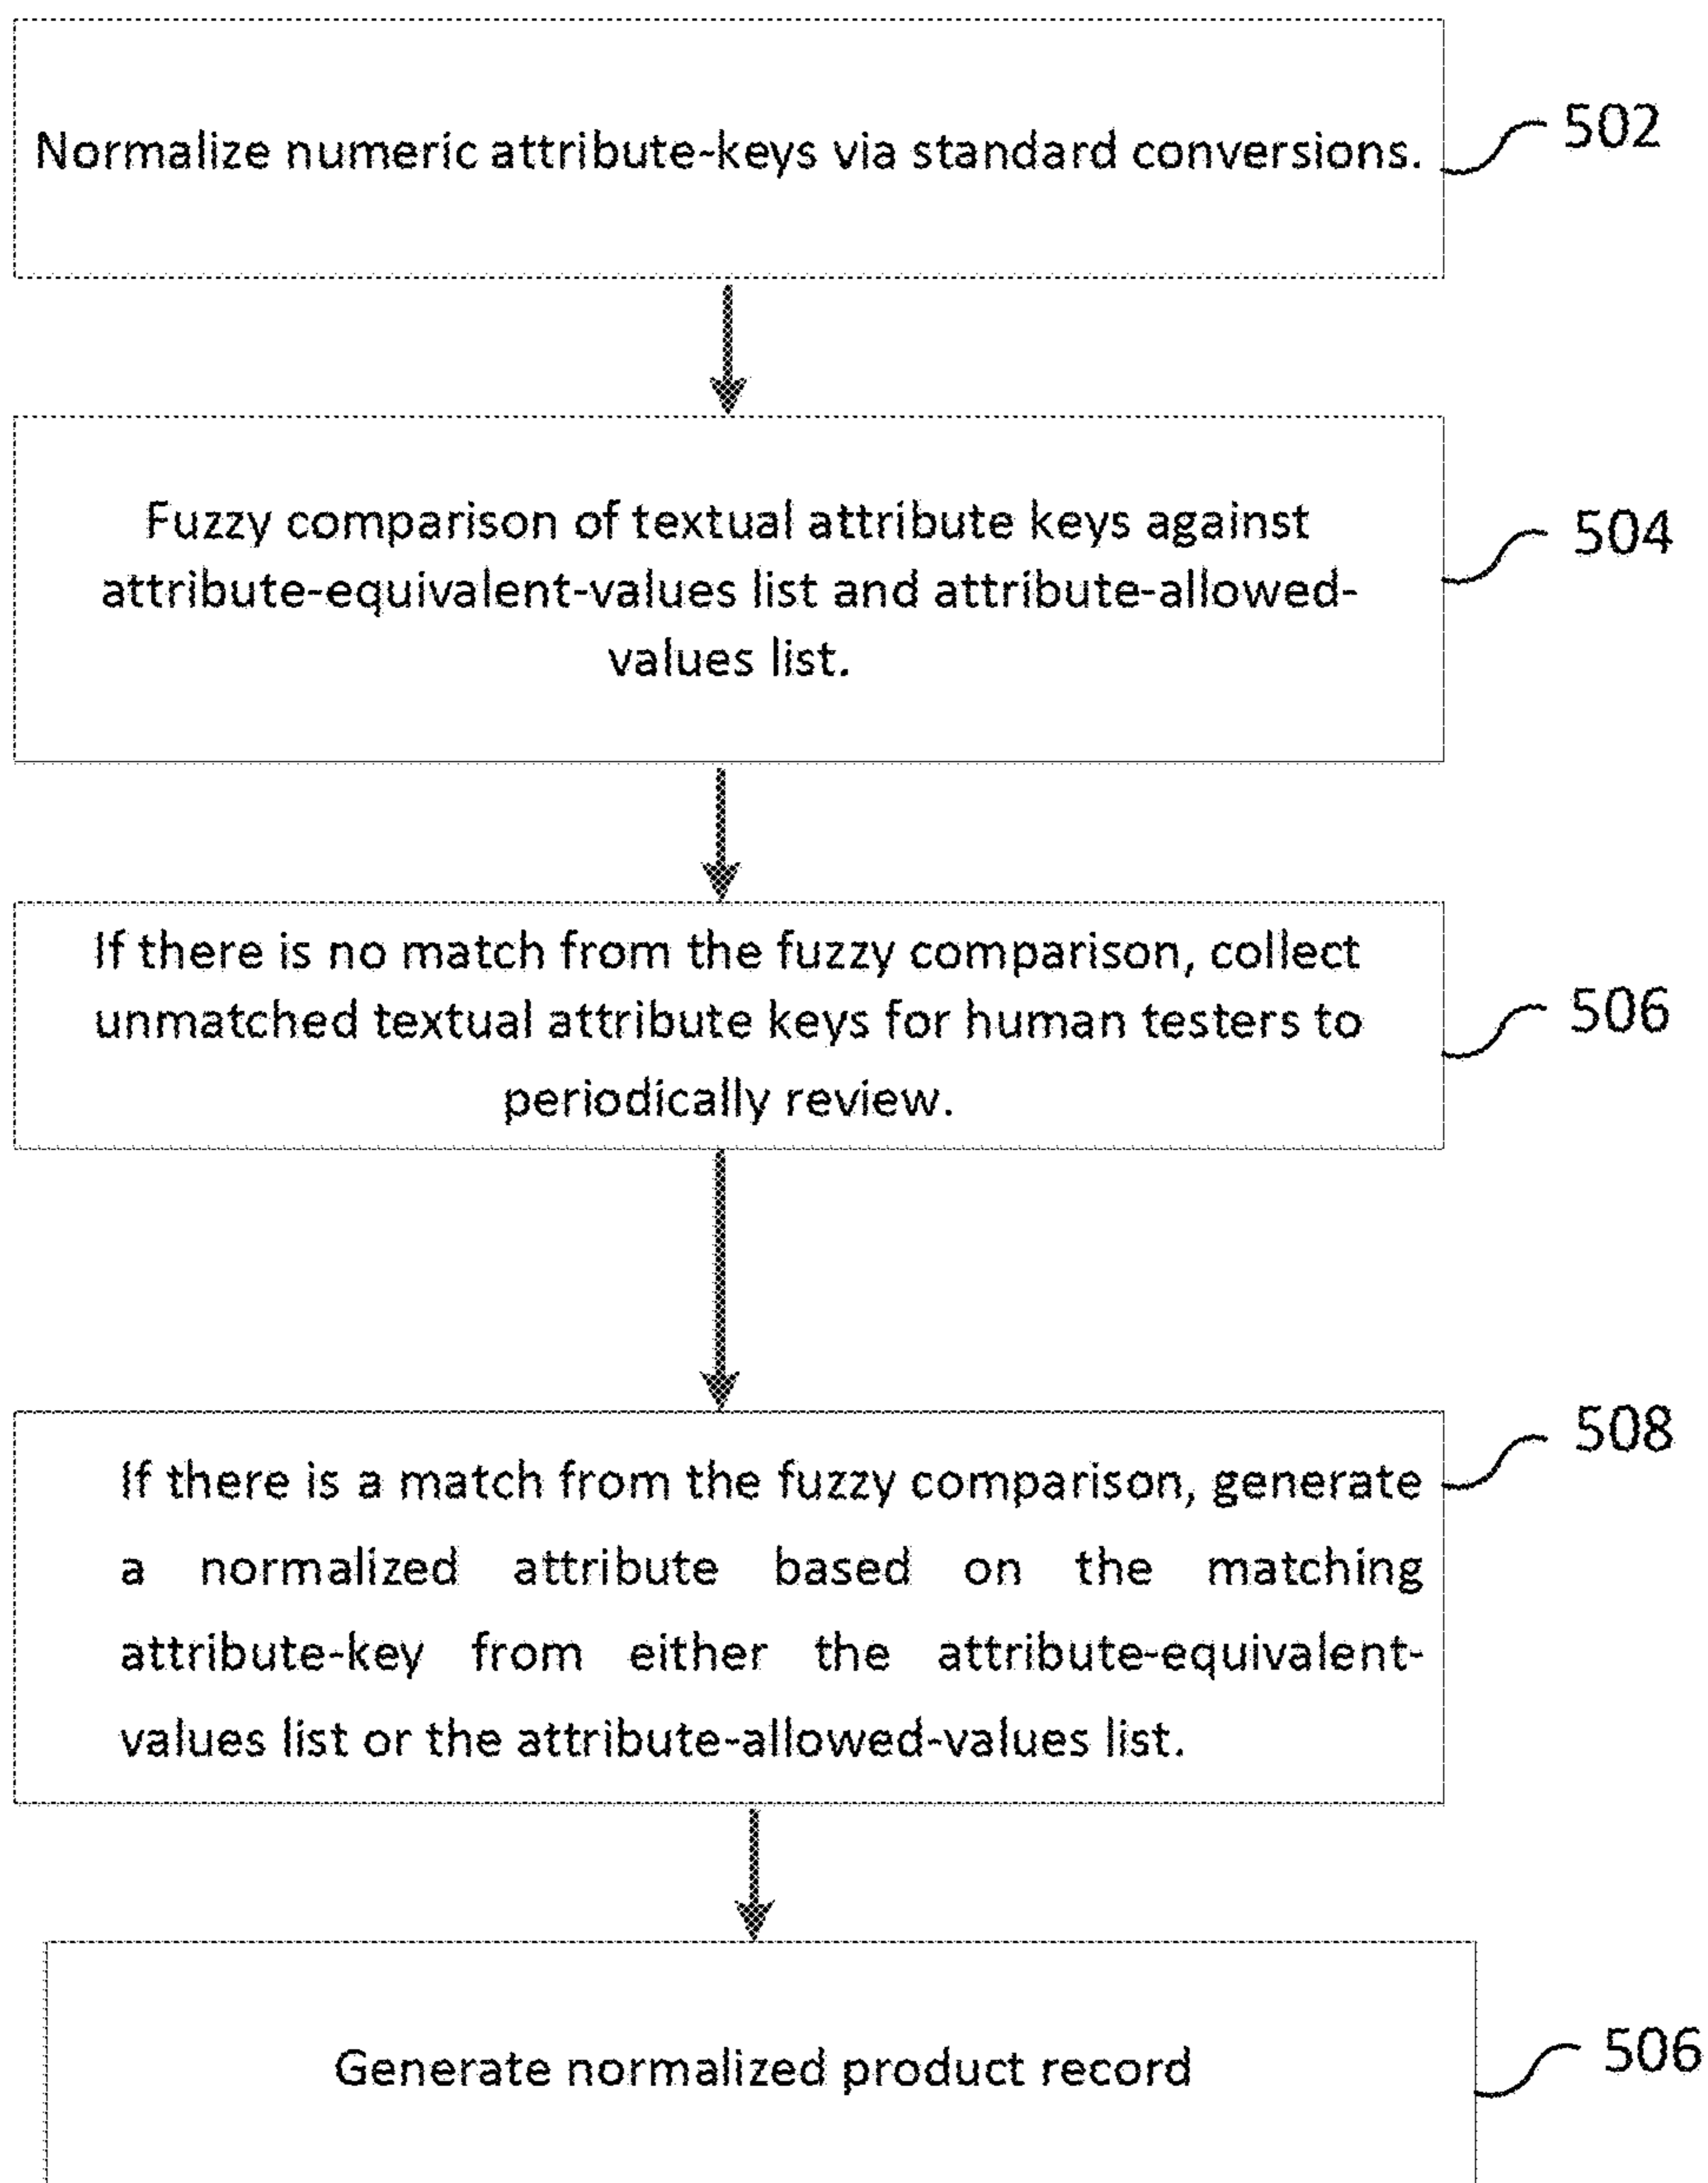 Normalize numeric attribute-keys via standard conversions.
502
Fuzzy comparison of textual attribute keys against
attribute-equivalent-values list and attribute-allowed-
values list.
504
If there is no match from the fuzzy comparison, collect
unmatched textual attribute keys for human testers to
periodically review.
506
If there is a match from the fuzzy comparison, generate
a normalized attribute based on the matching
attribute-key from either the attribute-equivalent-
values list or the attribute-allowed-values list.
508
Generate normalized product record
506